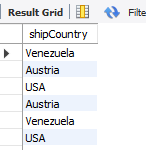 Result Grid Filte
shipCountry
Venezuela
Austria
USA
Austria
Venezuela
USA